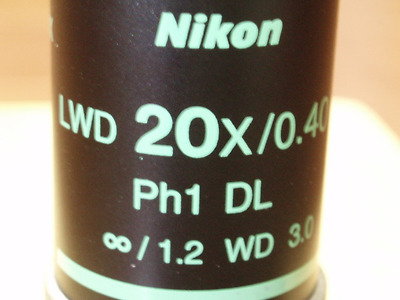 Nikon
LWD 20x/0.40
Ph1 DL
∞/1.2 WD 3.0